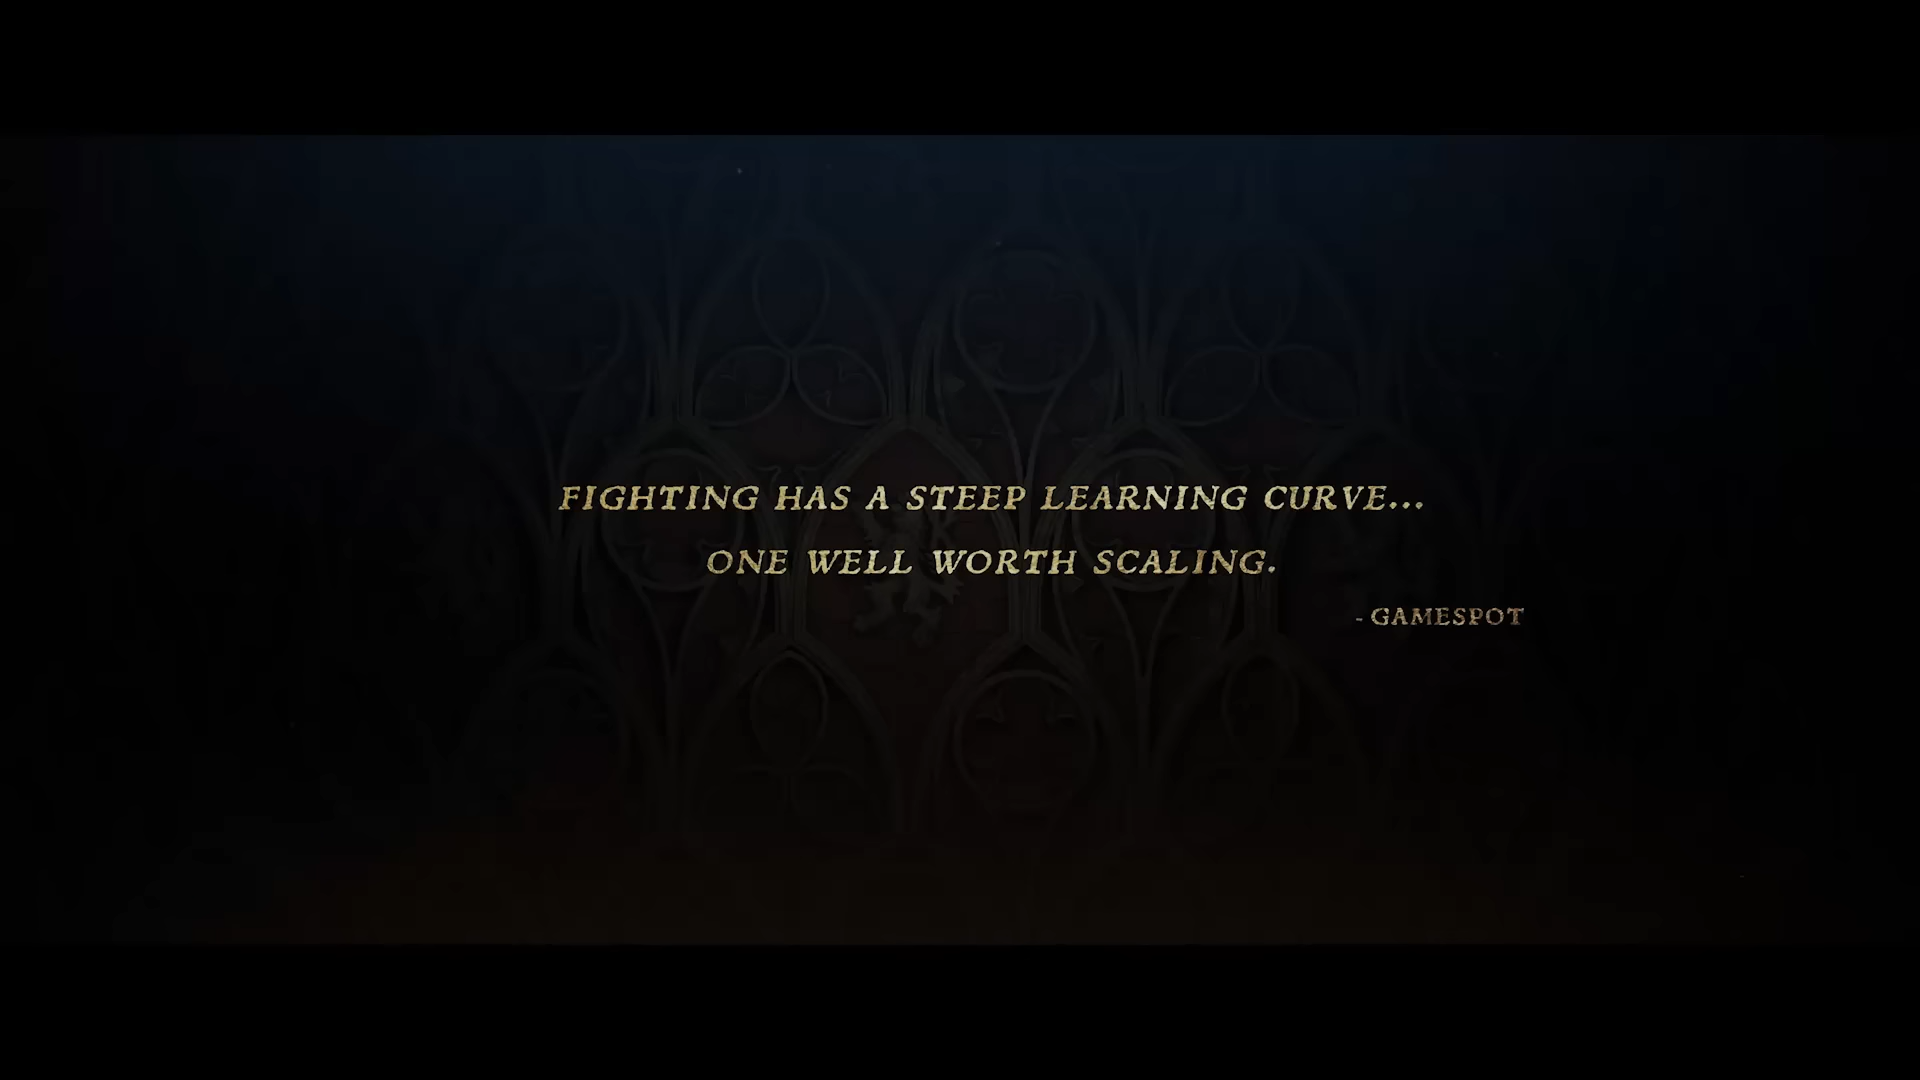 FIGHTING HAS A STEEP LEARNING CURVE...
ONE WELL WORTH SCALING.
- GAMESPOT